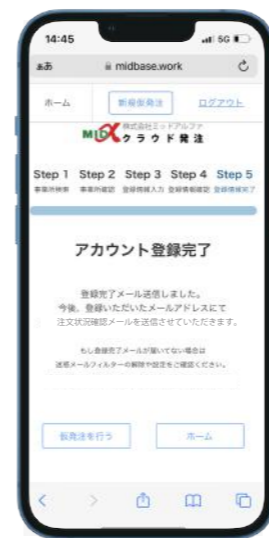 14:45
5G
ああ midbase.work
ホーム 新規仮発注 ログアウト
株式会社ミッドアルファ
MIDα クラウド発注
Step 1 Step 2 Step 3 Step 4 Step 5
事業所検索 事業所確認 登録情報入力 登録情報確認 登録情報完了
アカウント登録完了
登録完了メール送信しました。
今後、登録いただいたメールアドレスにて
注文状況確認メールを送信させていただきます。
もし登録完了メールが届いてない場合は
迷惑メールフィルターの解除や設定をご確認ください。
仮発注を行う ホーム